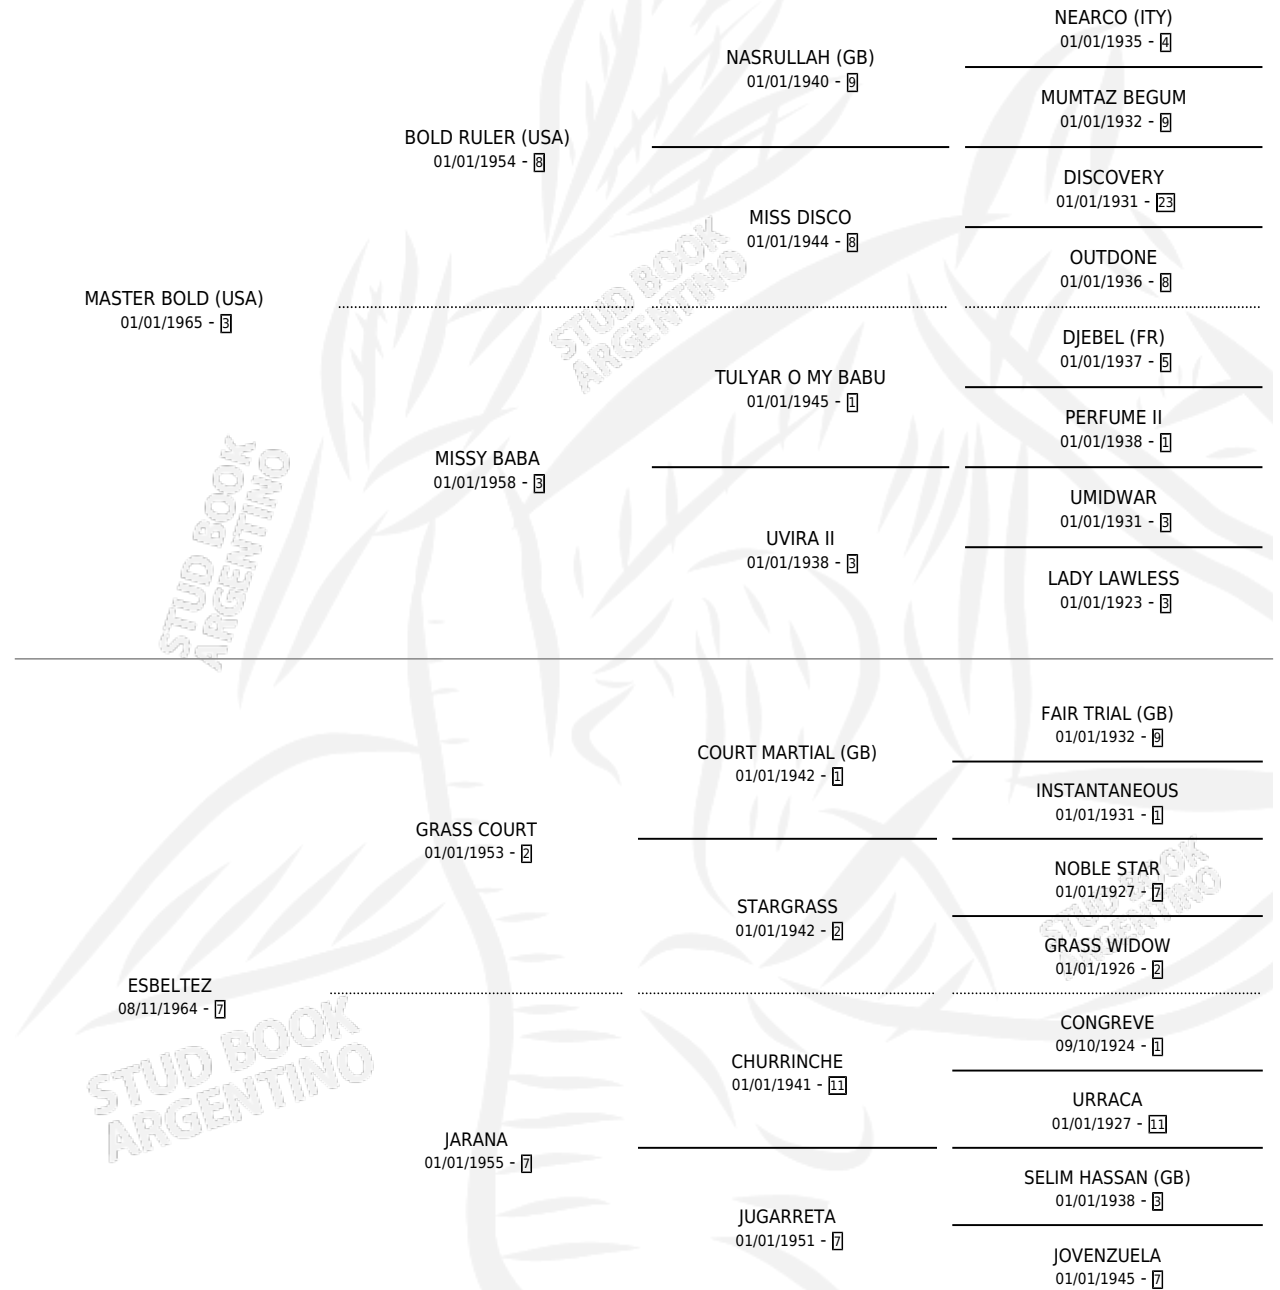 NEARCO (ITY)
01/01/1935 - 4
NASRULLAH (GB)
01/01/1940 - 9
MUMTAZ BEGUM
01/01/1932 - 9
BOLD RULER (USA)
01/01/1954 - 8
DISCOVERY
01/01/1931 - 23
MISS DISCO
01/01/1944 - 8
OUTDONE
01/01/1936 - 8
MASTER BOLD (USA)
01/01/1965 - 3
DJEBEL (FR)
01/01/1937 - 5
TULYAR O MY BABU
01/01/1945 - 1
PERFUME II
01/01/1938 - 1
MISSY BABA
01/01/1958 - 3
UMIDWAR
01/01/1931 - 3
UVIRA II
01/01/1938 - 3
LADY LAWLESS
01/01/1923 - 3
FAIR TRIAL (GB)
01/01/1932 - 9
COURT MARTIAL (GB)
01/01/1942 - 1
INSTANTANEOUS
01/01/1931 - 1
GRASS COURT
01/01/1953 - 2
NOBLE STAR
01/01/1927 - 7
STARGRASS
01/01/1942 - 2
GRASS WIDOW
01/01/1926 - 2
ESBELTEZ
08/11/1964 - 7
CONGREVE
09/10/1924 - 1
CHURRINCHE
01/01/1941 - 11
URRACA
01/01/1927 - 11
JARANA
01/01/1955 - 7
SELIM HASSAN (GB)
01/01/1938 - 3
JUGARRETA
01/01/1951 - 7
JOVENZUELA
01/01/1945 - 7
STUD BOOK
ARGENTINO
STUD BOOK
ARGENTINO
STUD BOOK
ARGENTINO
STUD BOOK
ARGENTINO